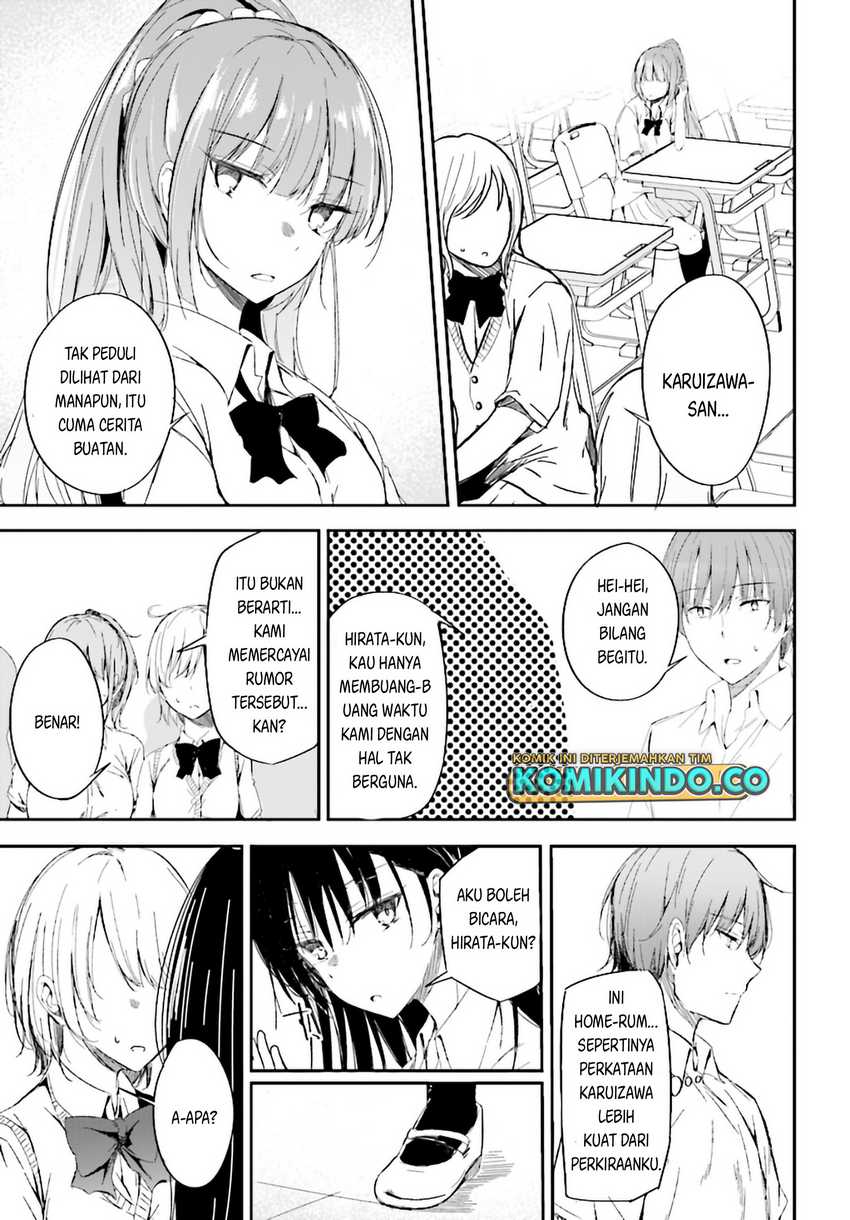 KARUIZAWA-
SAN...
TAK PEDULI
DILIHAT DARI
MANAPUN, ITU
CUMA CERITA
BUATAN.
HEI-HEI,
JANGAN
BILANG
BEGITU.
HIRATA-KUN,
KAU HANYA
MEMBUANG-B
UANG WAKTU
KAMI DENGAN
HAL TAK
BERGUNA.
KOMIK INI DITERJEMAHKAN TIM
KOMIKINDO.CO
ITU BUKAN
BERARTI...
KAMI
MEMERCAYAI
RUMOR
TERSEBUT...
KAN?
BENAR!
INI
HOME-RUM...
SEPERTINYA
PERKATAAN
KARUIZAWA
LEBIH
KUAT DARI
PERKIRAANKU.
AKU BOLEH
BICARA,
HIRATA-KUN?
A-APA?